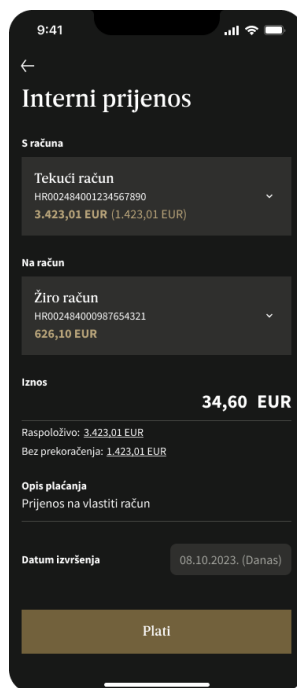 9:41
Interni prijenos
S računa
Tekući račun
HR002484001234567890
3.423,01 EUR (1.423,01 EUR)
Na račun
Žiro račun
HR002484000987654321
626,10 EUR
Iznos
34,60 EUR
Raspoloživo: 3.423,01 EUR
Bez prekoračenja: 1.423,01 EUR
Opis plaćanja
Prijenos na vlastiti račun
Datum izvršenja 08.10.2023. (Danas)
Plati